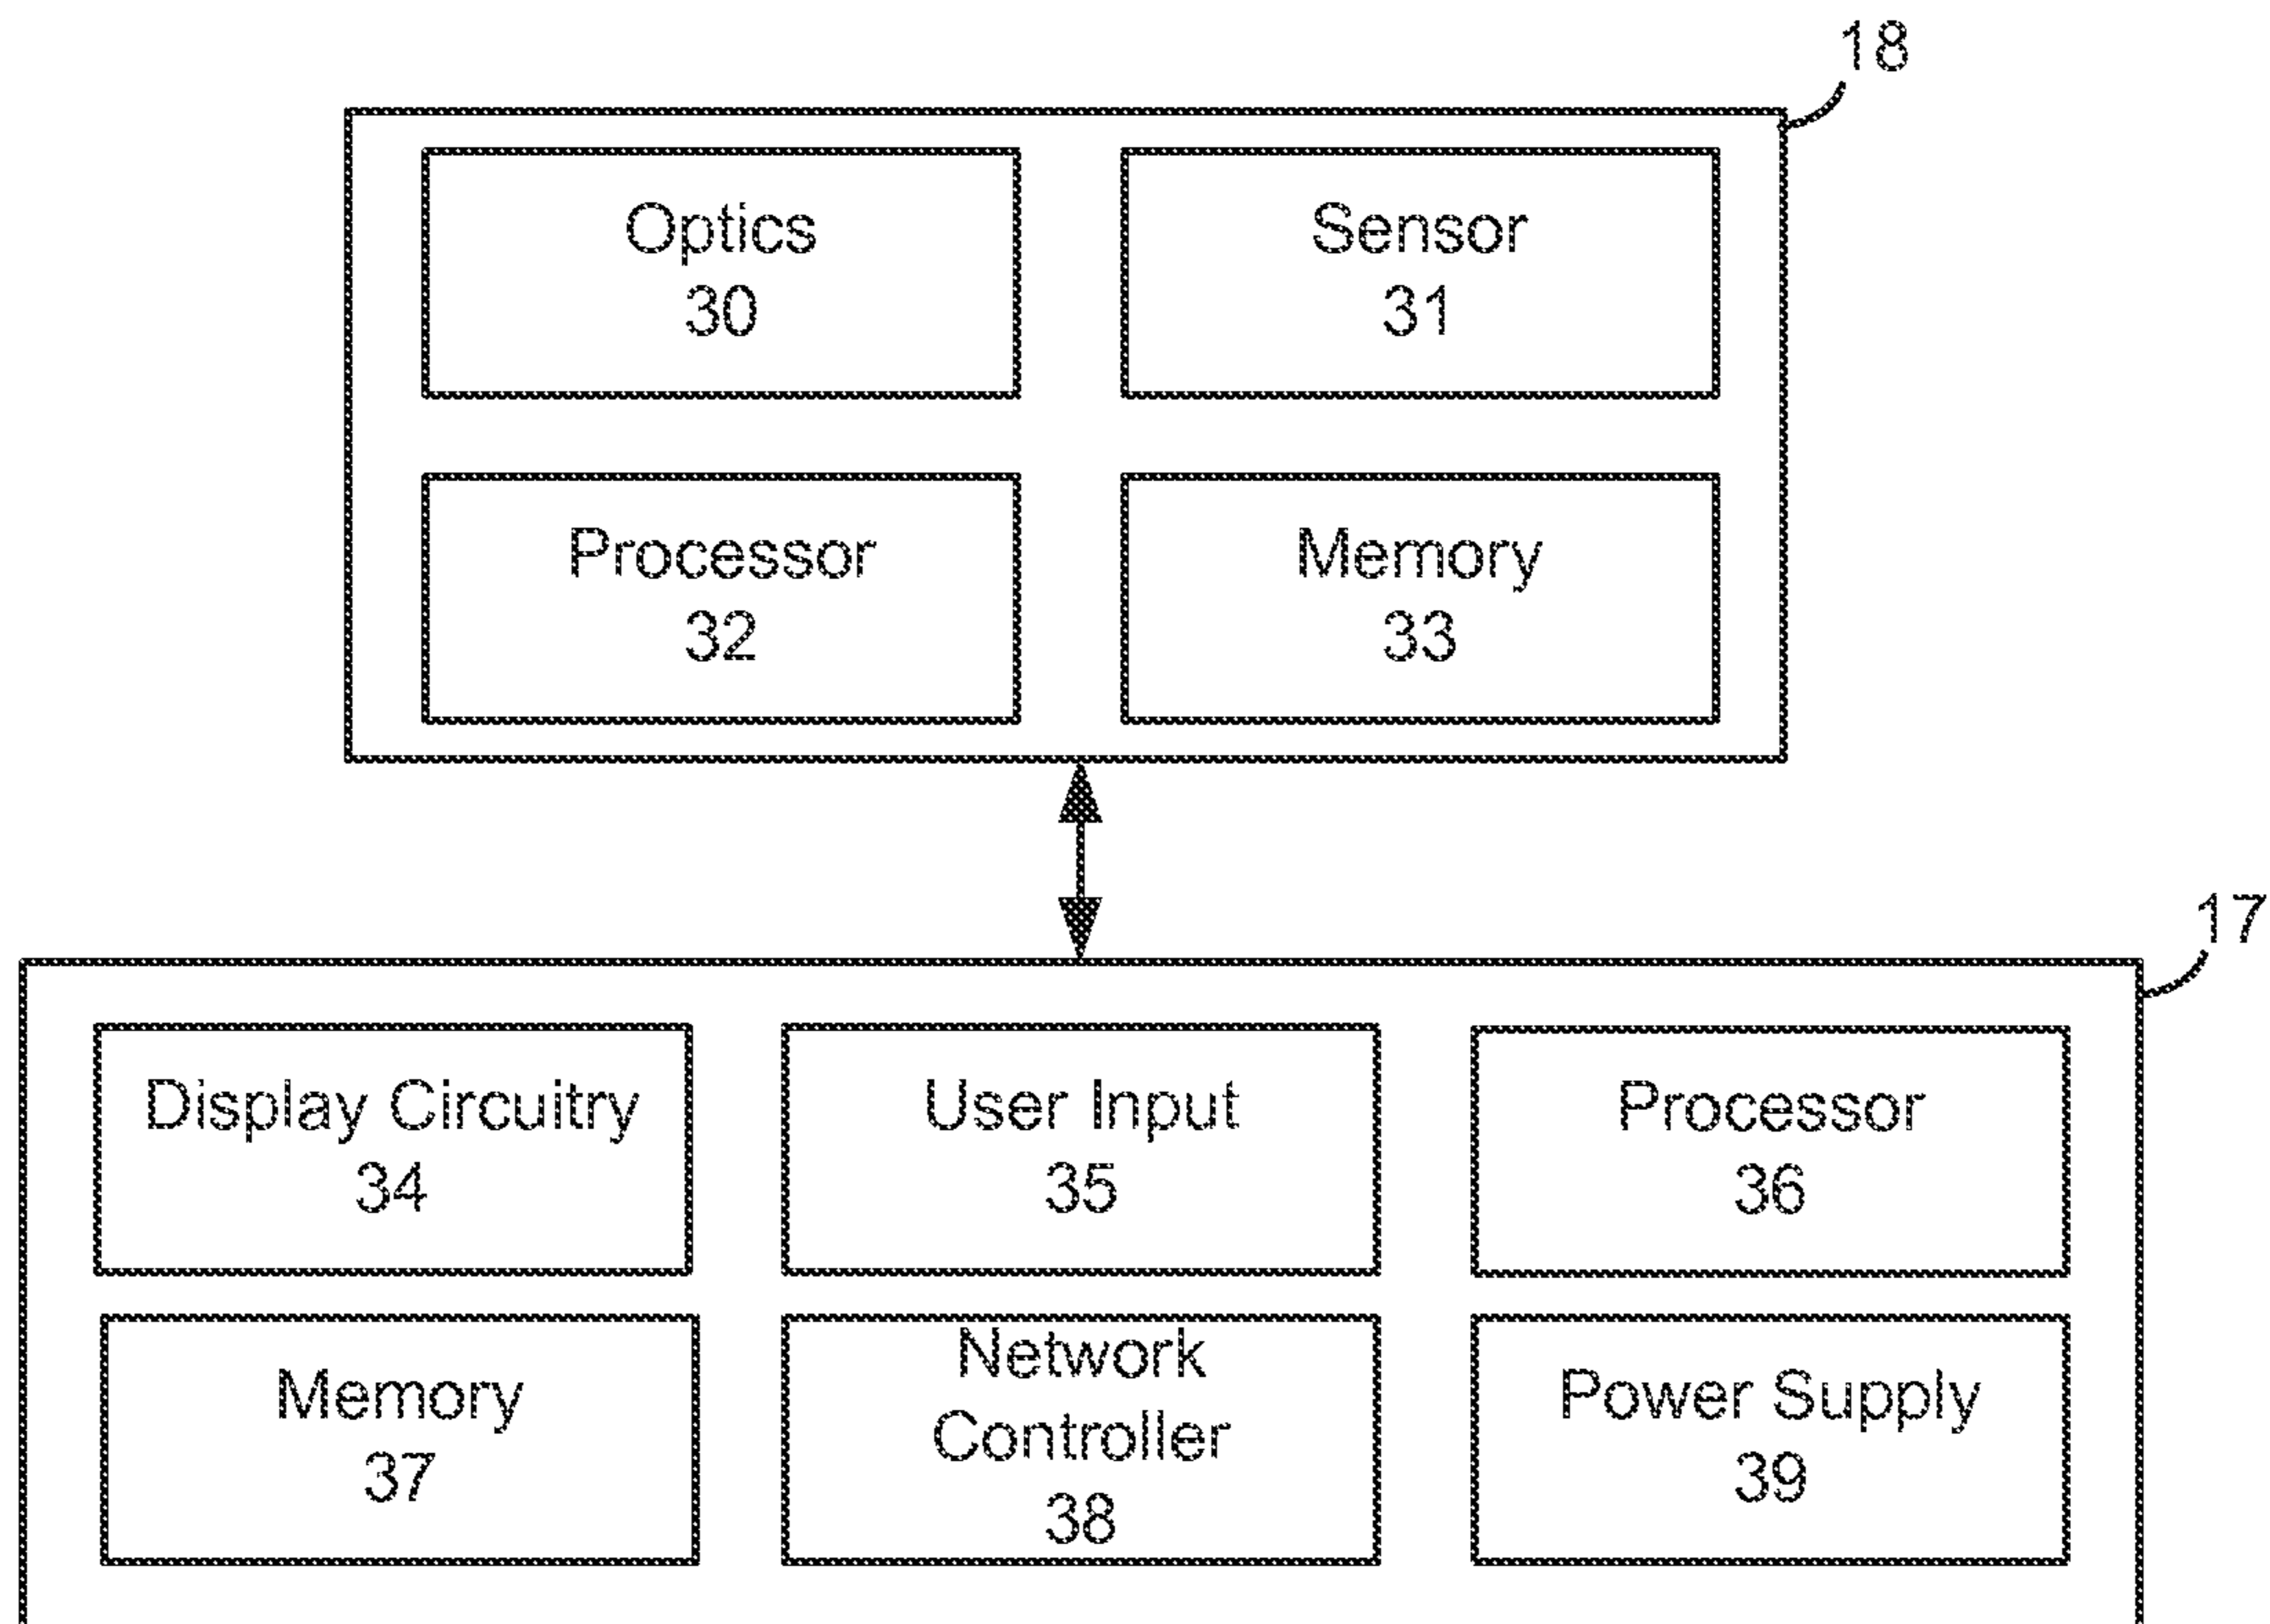 18
Optics
30
Sensor
31
Processor
32
Memory
33
17
Display Circuitry
34
User Input
35
Processor
36
Memory
37
Network
Controller
38
Power Supply
39